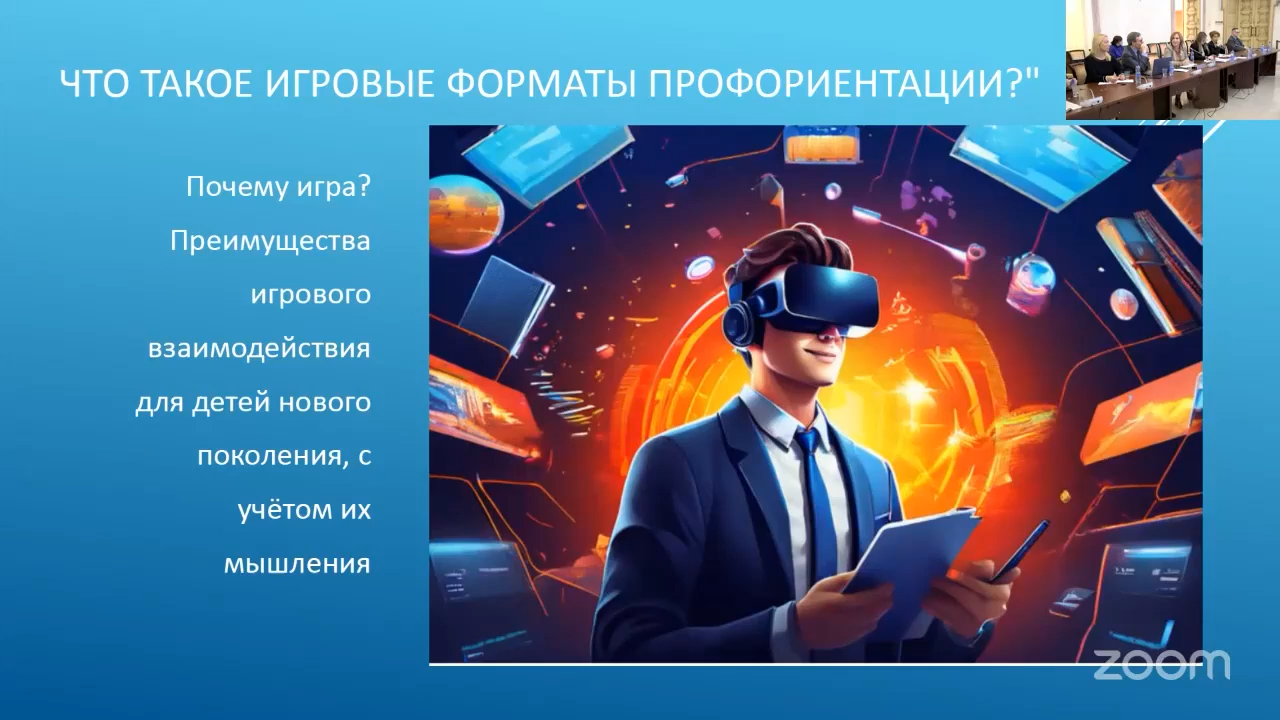 ЧТО ТАКОЕ ИГРОВЫЕ ФОРМАТЫ ПРОФОРИЕНТАЦИИ?"
Почему игра?
Преимущества
игрового
взаимодействия
для детей нового
поколения, с
учётом их
мышления
zoom